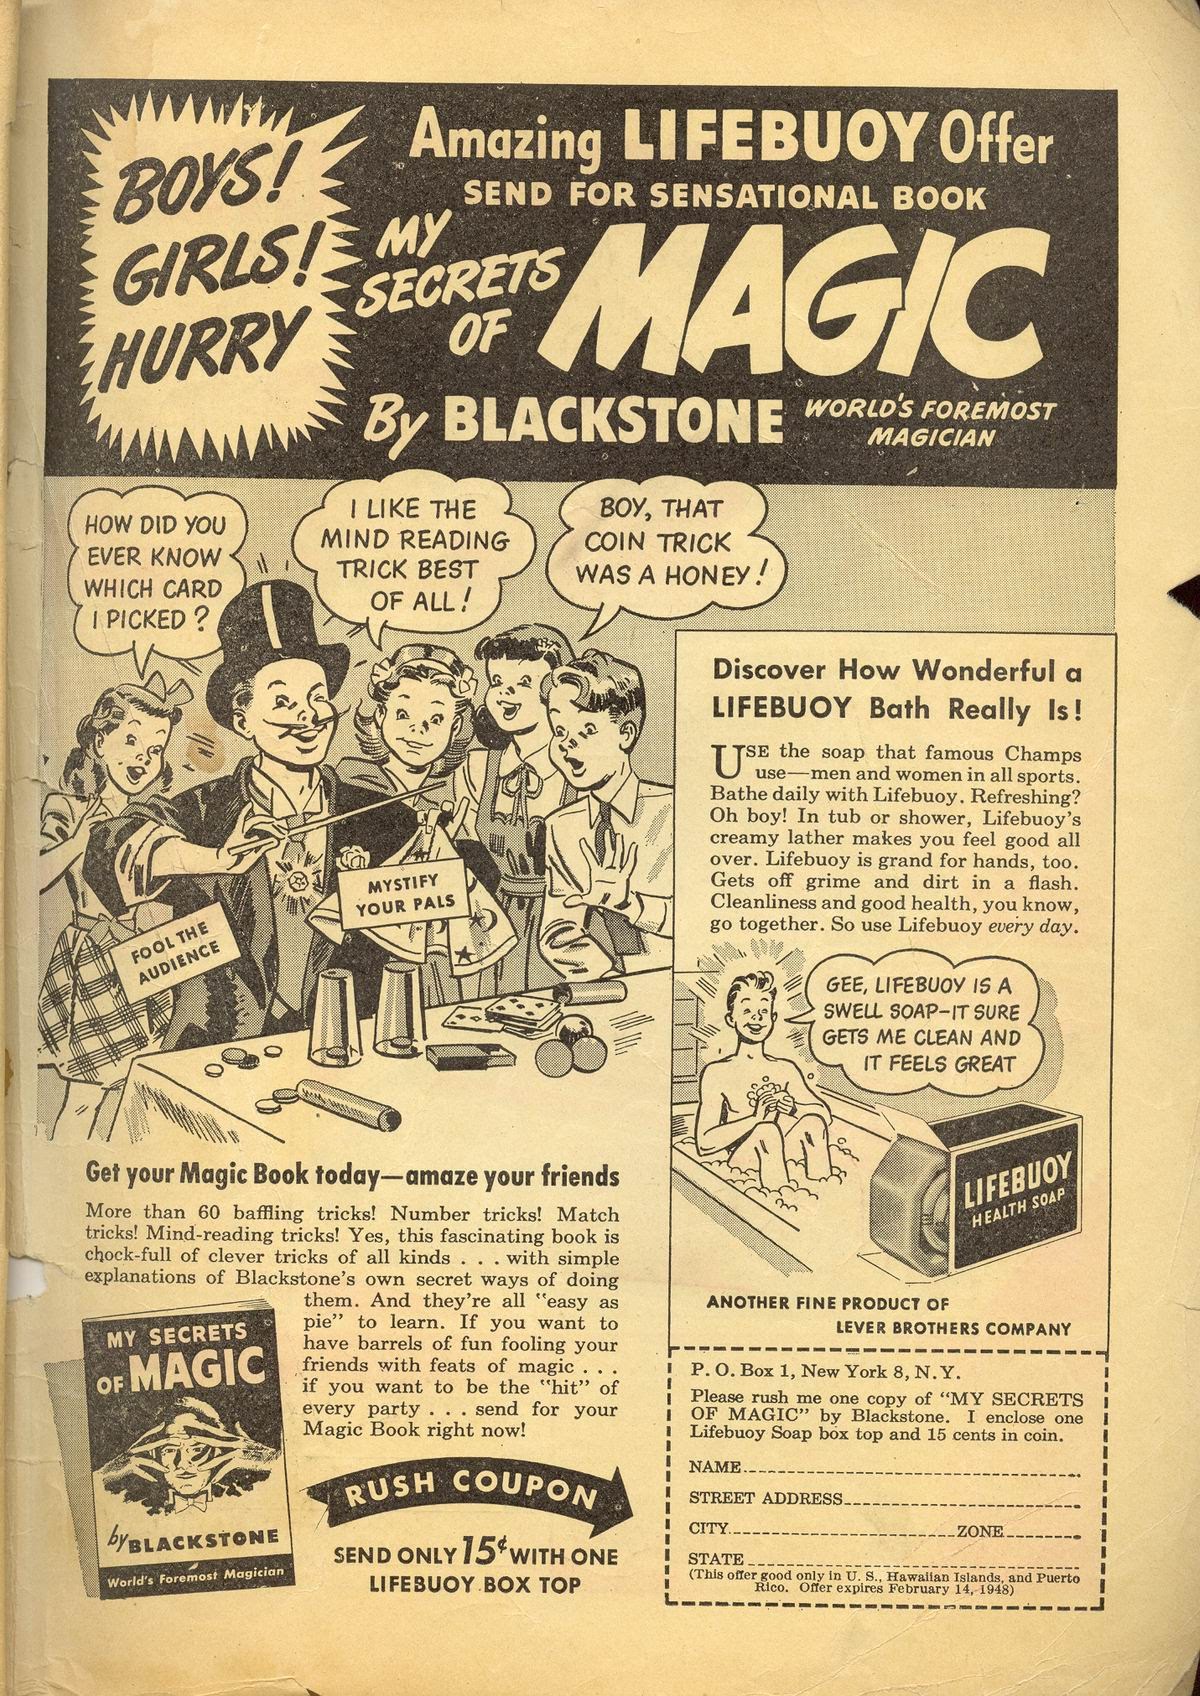 BOYS!
GIRLS!
HURRY
Amazing LIFEBUOY Offer
SEND FOR SENSATIONAL BOOK
MY
SECRETS
OF
MAGIC
By BLACKSTONE
WORLD'S FOREMOST
MAGICIAN
HOW DID YOU
EVER KNOW
WHICH CARD
I PICKED?
I LIKE THE
MIND READING
TRICK BEST
OF ALL!
BOY, THAT
COIN TRICK
WAS A HONEY!
FOOL THE
AUDIENCE
MYSTIFY
YOUR PALS
Discover How Wonderful a
LIFEBUOY Bath Really Is!
USE the soap that famous Champs
use—men and women in all sports.
Bathe daily with Lifebuoy. Refreshing?
Oh boy! In tub or shower, Lifebuoy's
creamy lather makes you feel good all
over. Lifebuoy is grand for hands, too.
Gets off grime and dirt in a flash.
Cleanliness and good health, you know,
go together. So use Lifebuoy every day.
GEE, LIFEBUOY IS A
SWELL SOAP-IT SURE
GETS ME CLEAN AND
IT FEELS GREAT
LIFEBUOY
HEALTH SOAP
ANOTHER FINE PRODUCT OF
LEVER BROTHERS COMPANY
Get your Magic Book today—amaze your friends
More than 60 baffling tricks! Number tricks! Match
tricks! Mind-reading tricks! Yes, this fascinating book is
chock-full of clever tricks of all kinds . . . with simple
explanations of Blackstone's own secret ways of doing
them. And they're all "easy as
pie" to learn. If you want to
have barrels of fun fooling your
friends with feats of magic . . .
if you want to be the "hit" of
every party . . . send for your
Magic Book right now!
MY SECRETS
OF MAGIC
by BLACKSTONE
World's Foremost Magician
RUSH COUPON
SEND ONLY 15¢ WITH ONE
LIFEBUOY BOX TOP
P. O. Box 1, New York 8, N. Y.
Please rush me one copy of "MY SECRETS
OF MAGIC" by Blackstone. I enclose one
Lifebuoy Soap box top and 15 cents in coin.
NAME
STREET ADDRESS
CITY ZONE
STATE
(This offer good only in U. S., Hawaiian Islands, and Puerto
Rico. Offer expires February 14, 1948)